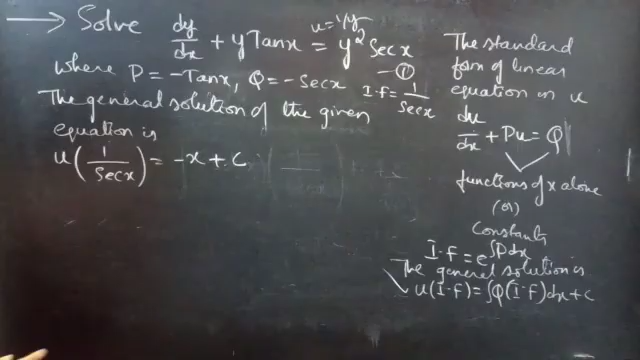 → Solve dy/dx + y Tanx = y² Secx
u = 1/y
where P = -Tanx, Q = -Secx
—①
I.f = 1/Secx
The general solution of the given
equation is
u(1/Secx) = -x + c
The standard
form of linear
equation in u
du/dx + Pu = Q
functions of x alone
(or)
Constants
I.f = e^∫Pdx
The general solution is
u(I.f) = ∫Q(I.f)dx + c